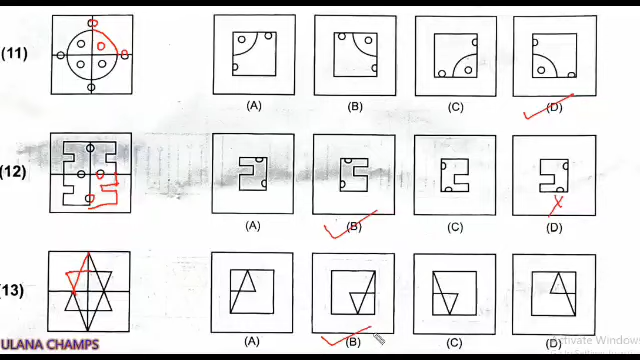 (11)
(A) (B) (C) (D)
(12)
(A) (B) (C) (D)
(13)
(A) (B) (C) (D)
ULANA CHAMPS
Activate Windows